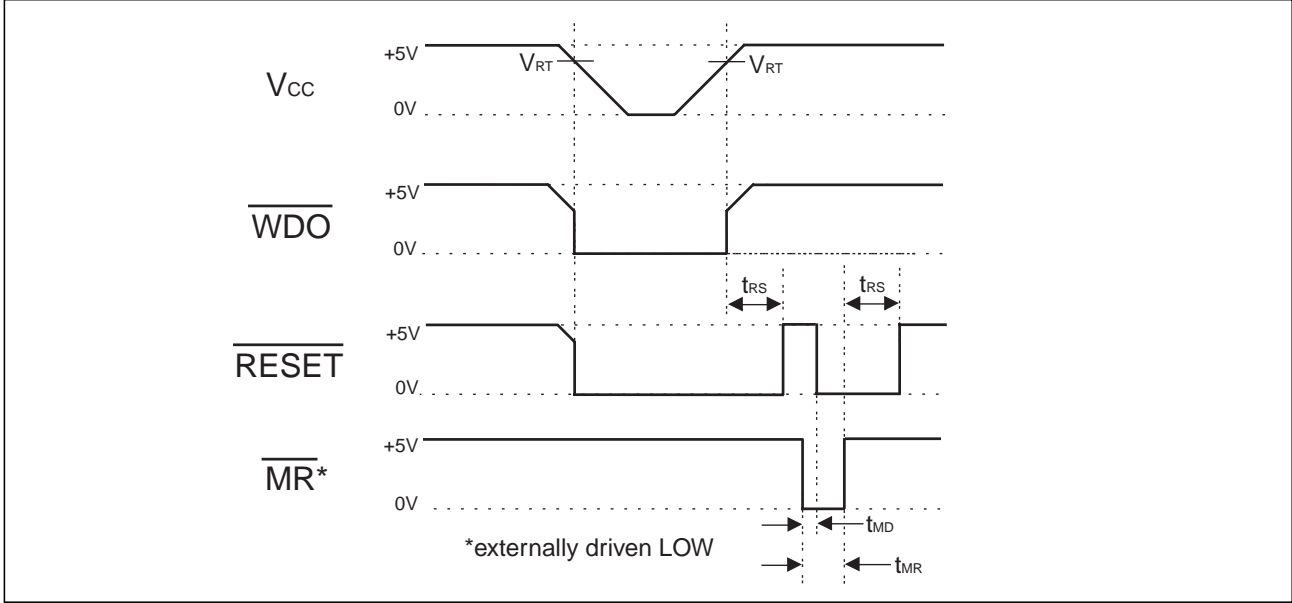 +5V
VRT
VRT
VCC
0V
+5V
WDO
0V
tRS
tRS
+5V
RESET
0V
+5V
MR*
0V
tMD
*externally driven LOW
tMR